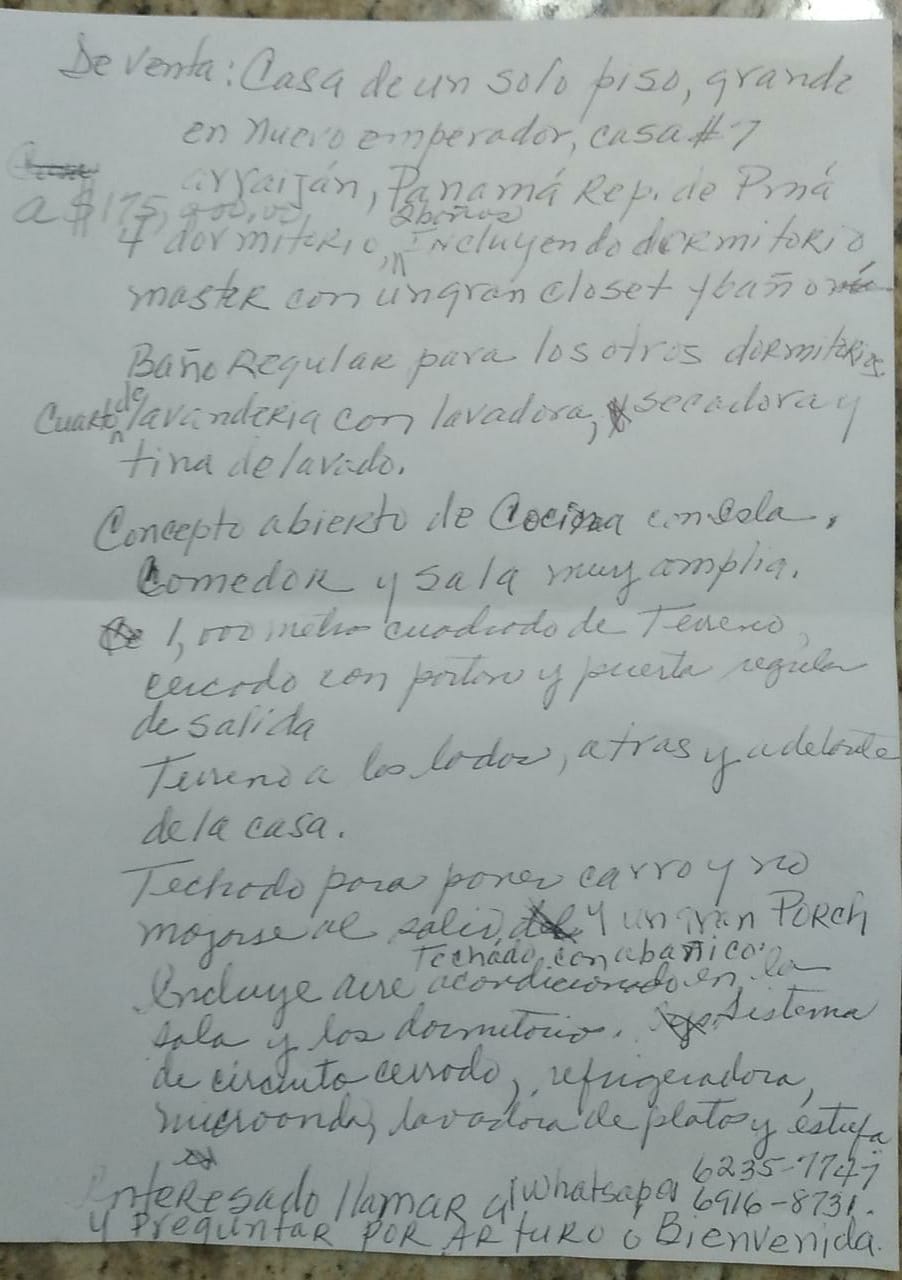 De venta: Casa de un solo piso, grande
en nuevo emperador, casa #7
arraiján, Panamá Rep. de Pmá
a $175,900,00 2baños
4 dormitorio, Incluyendo dormitorio
master con un gran closet y baño
Baño Regular para los otros dormitorios
Cuarto de lavanderia con lavadora, secadora y
tina de lavado.
Concepto abierto de Cocina con isla,
Comedor y sala muy amplia.
1,000 metro cuadrado de Terreno,
cercado con porton y puerta regular
de salida
Terreno a los lados, atras y adelante
de la casa.
Techado para poner carro y no
mojarse al salir, y un gran PORCH
Techado con abanico.
Incluye aire acondicionado en la
sala y los dormitorio. Sistema
de circuito cerrado, refrigeradora,
microonda, lavadora de platos y estufa
Interesado llamar al whatsapp 6235-7747
6916-8731.
y Preguntar POR ARTURO o Bienvenida.